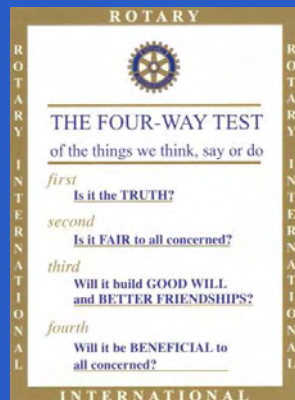 ROTARY
ROTARY INTERNATIONAL
ROTARY INTERNATIONAL
THE FOUR-WAY TEST
of the things we think, say or do
first
Is it the TRUTH?
second
Is it FAIR to all concerned?
third
Will it build GOOD WILL
and BETTER FRIENDSHIPS?
fourth
Will it be BENEFICIAL to
all concerned?
INTERNATIONAL